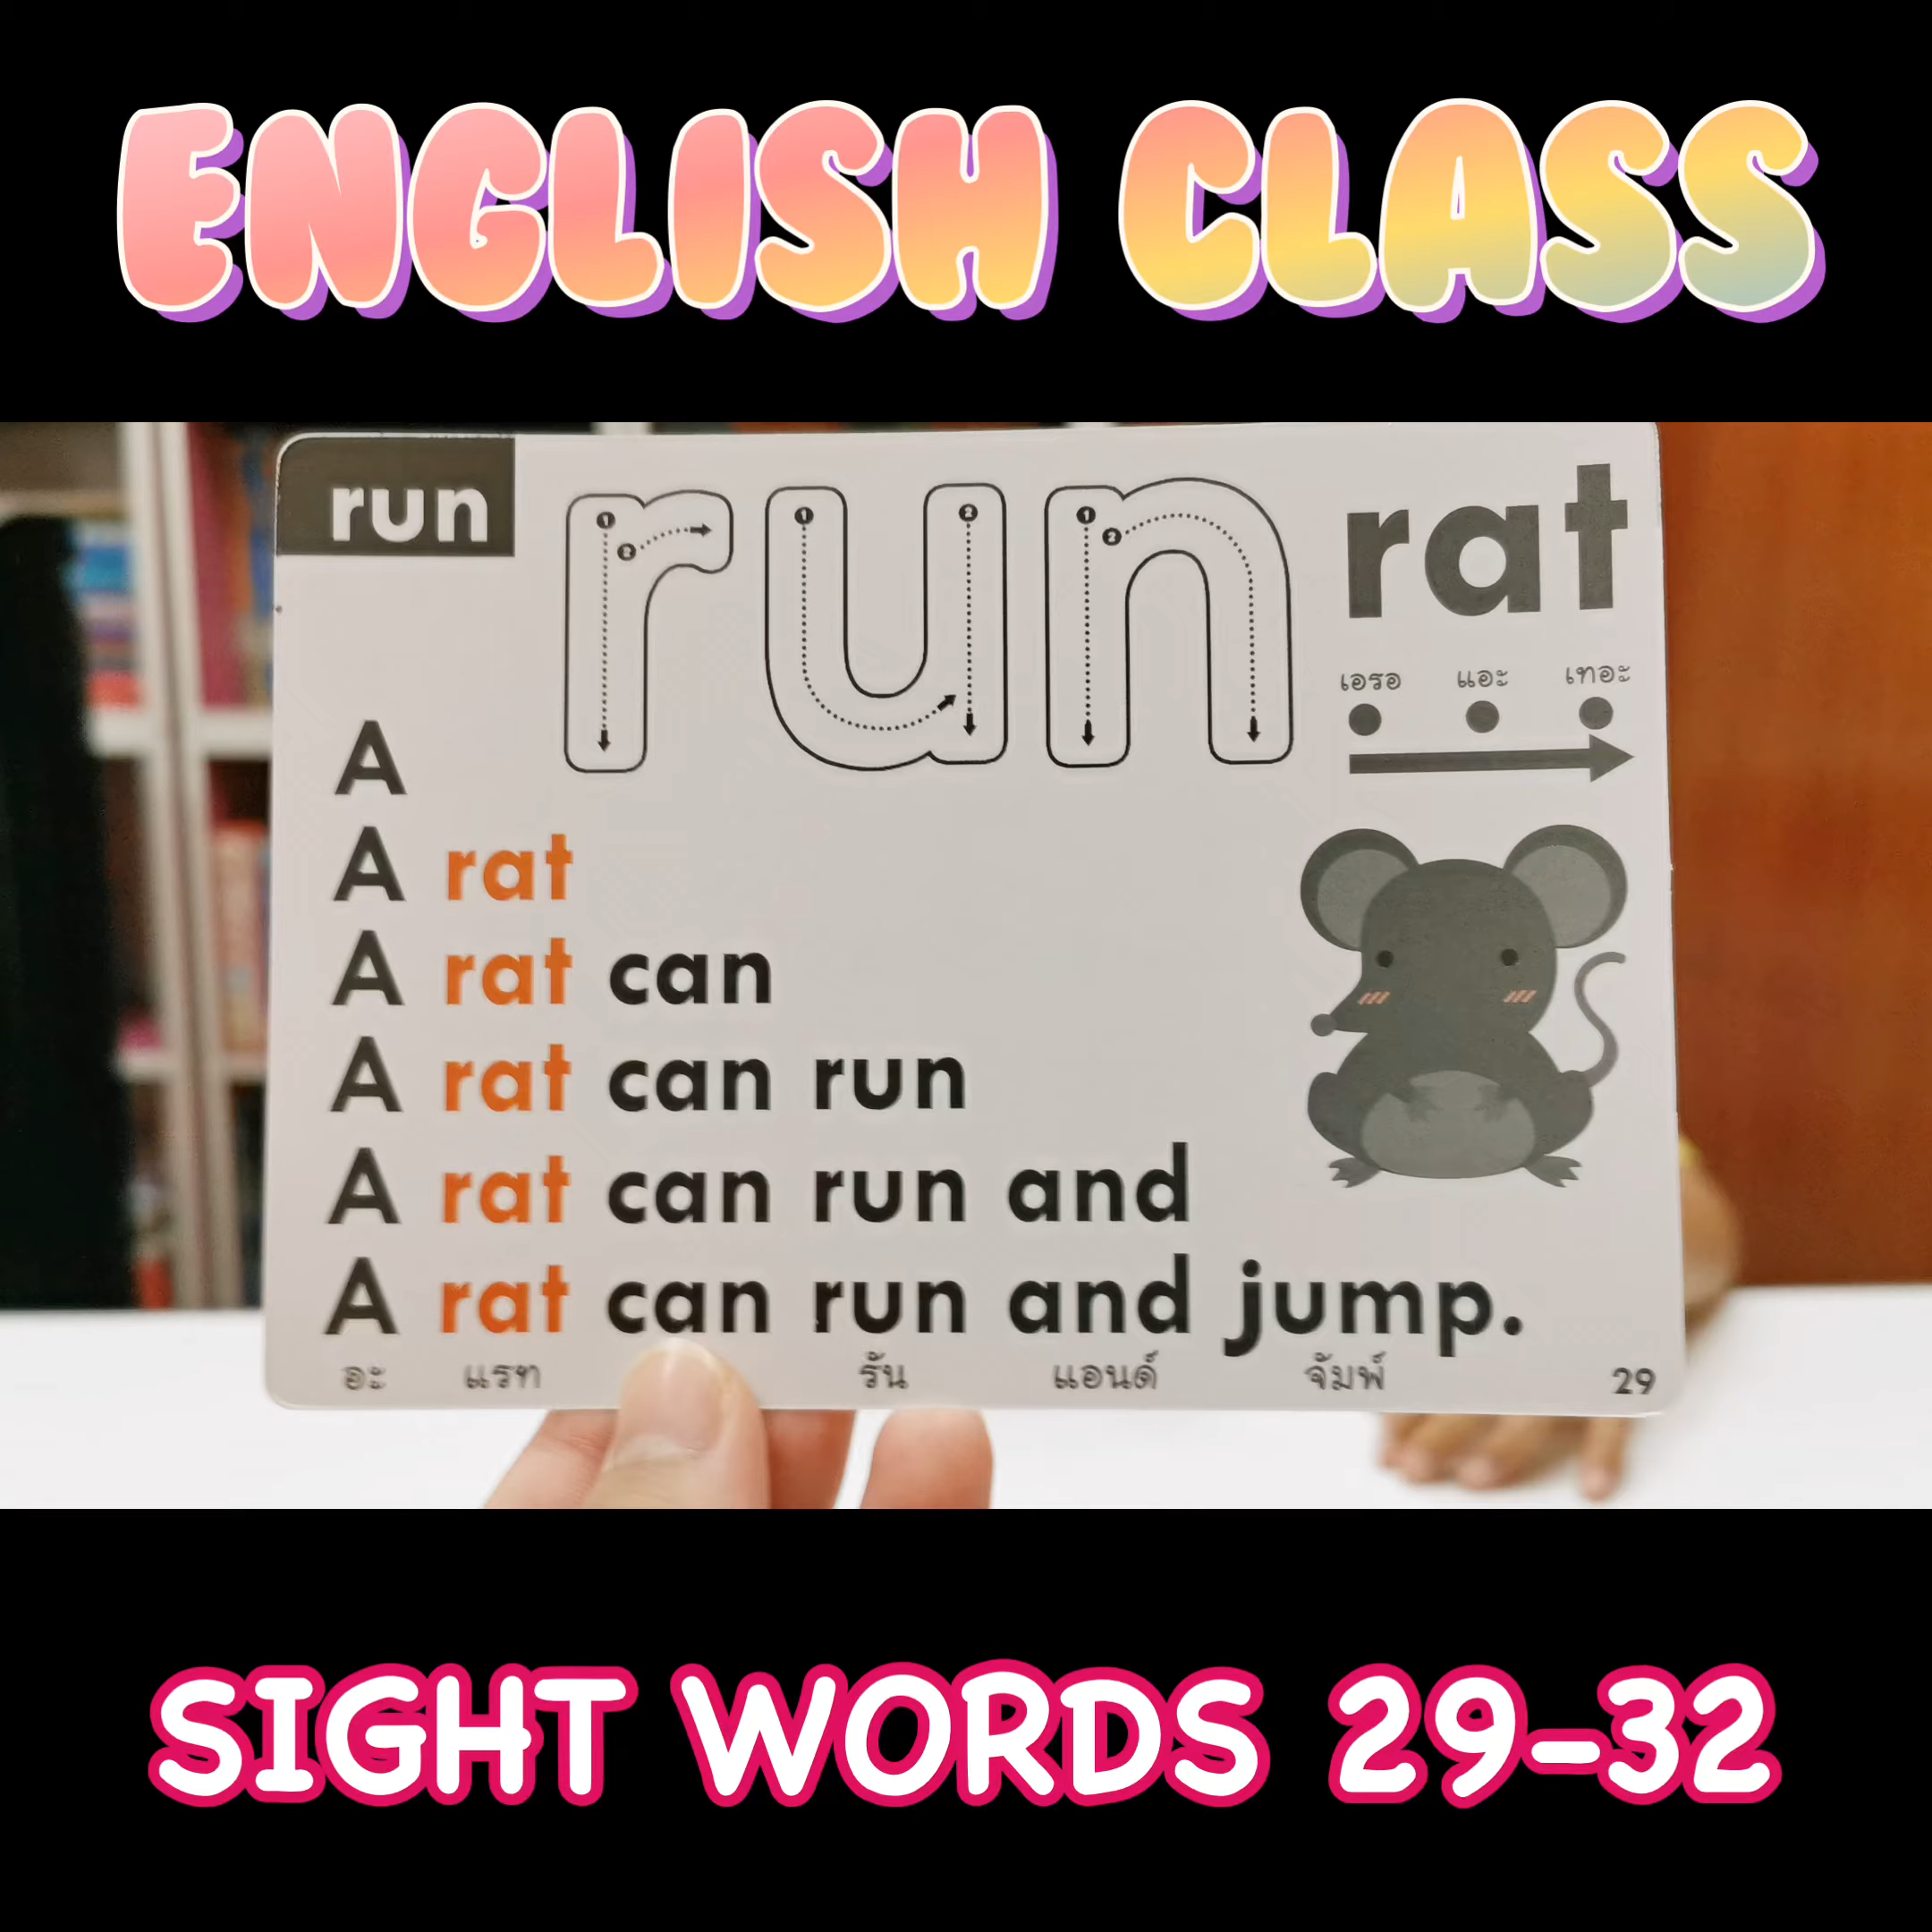 ENGLISH CLASS
run
run
rat
เออรอ แอะ เทอะ
A
A rat
A rat can
A rat can run
A rat can run and
A rat can run and jump.
อะ แรท รัน แอนด์ จัมพ์
29
SIGHT WORDS 29-32